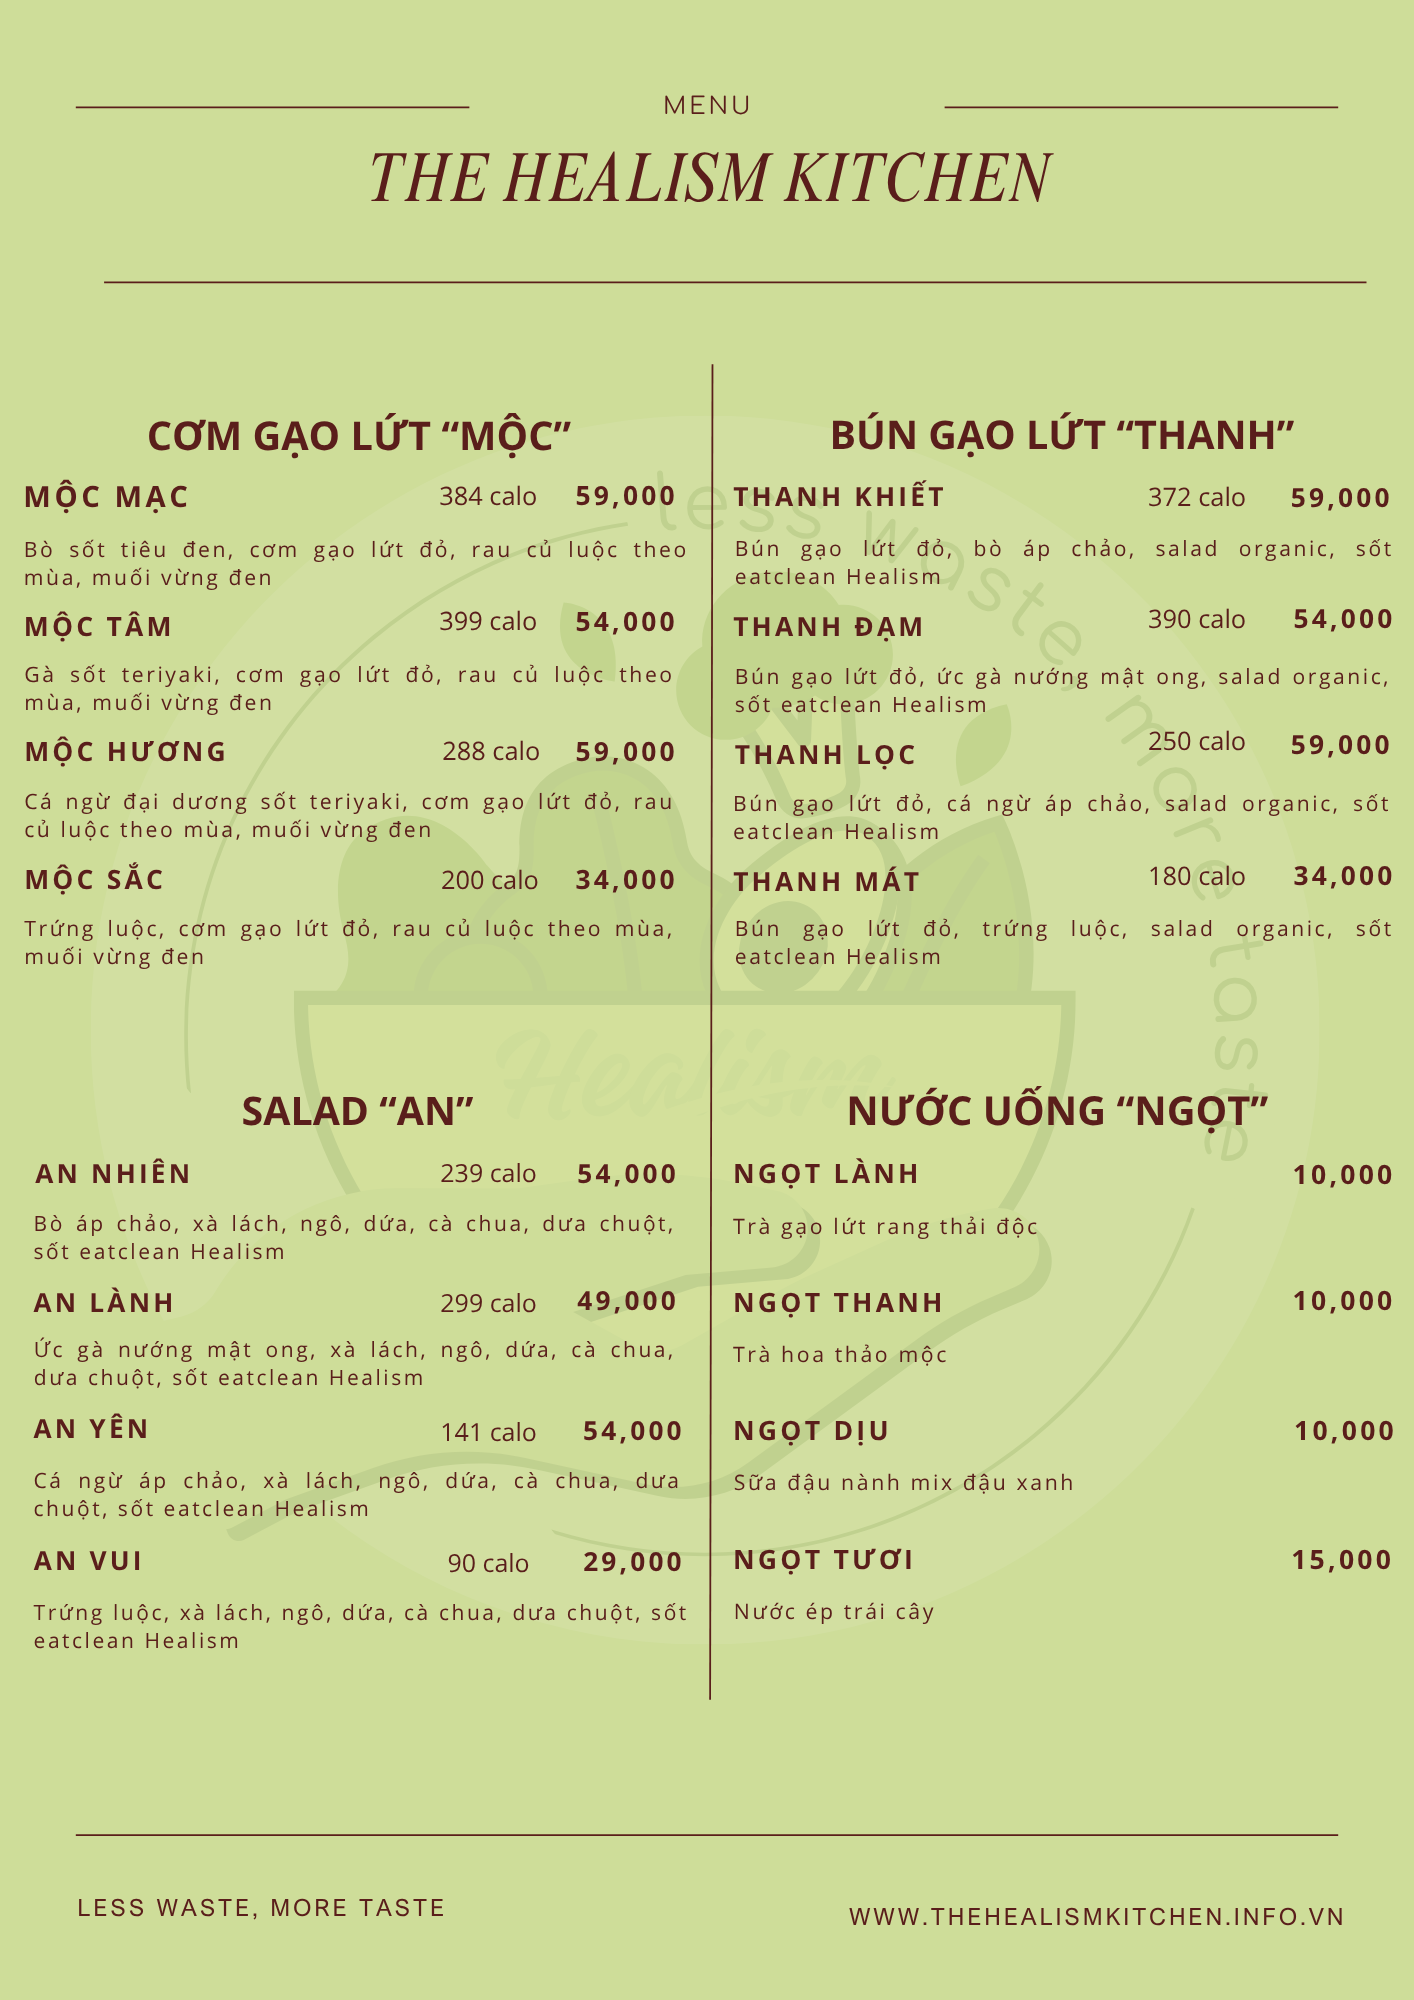 MENU
THE HEALISM KITCHEN
CƠM GẠO LỨT “MỘC”
MỘC MẠC 384 calo 59,000
Bò sốt tiêu đen, cơm gạo lứt đỏ, rau củ luộc theo
mùa, muối vừng đen
MỘC TÂM 399 calo 54,000
Gà sốt teriyaki, cơm gạo lứt đỏ, rau củ luộc theo
mùa, muối vừng đen
MỘC HƯƠNG 288 calo 59,000
Cá ngừ đại dương sốt teriyaki, cơm gạo lứt đỏ, rau
củ luộc theo mùa, muối vừng đen
MỘC SẮC 200 calo 34,000
Trứng luộc, cơm gạo lứt đỏ, rau củ luộc theo mùa,
muối vừng đen
BÚN GẠO LỨT “THANH”
THANH KHIẾT 372 calo 59,000
Bún gạo lứt đỏ, bò áp chảo, salad organic, sốt
eatclean Healism
THANH ĐẠM 390 calo 54,000
Bún gạo lứt đỏ, ức gà nướng mật ong, salad organic,
sốt eatclean Healism
THANH LỌC 250 calo 59,000
Bún gạo lứt đỏ, cá ngừ áp chảo, salad organic, sốt
eatclean Healism
THANH MÁT 180 calo 34,000
Bún gạo lứt đỏ, trứng luộc, salad organic, sốt
eatclean Healism
SALAD “AN”
AN NHIÊN 239 calo 54,000
Bò áp chảo, xà lách, ngô, dứa, cà chua, dưa chuột,
sốt eatclean Healism
AN LÀNH 299 calo 49,000
Ức gà nướng mật ong, xà lách, ngô, dứa, cà chua,
dưa chuột, sốt eatclean Healism
AN YÊN 141 calo 54,000
Cá ngừ áp chảo, xà lách, ngô, dứa, cà chua, dưa
chuột, sốt eatclean Healism
AN VUI 90 calo 29,000
Trứng luộc, xà lách, ngô, dứa, cà chua, dưa chuột, sốt
eatclean Healism
NƯỚC UỐNG “NGỌT”
NGỌT LÀNH 10,000
Trà gạo lứt rang thải độc
NGỌT THANH 10,000
Trà hoa thảo mộc
NGỌT DỊU 10,000
Sữa đậu nành mix đậu xanh
NGỌT TƯƠI 15,000
Nước ép trái cây
less waste, more taste
Healism
LESS WASTE, MORE TASTE
WWW.THEHEALISMKITCHEN.INFO.VN